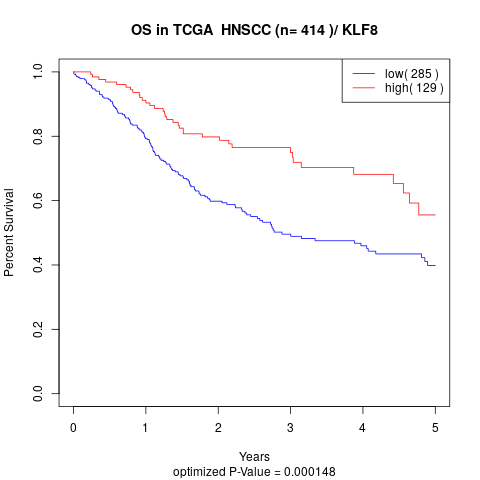 OS in TCGA HNSCC (n= 414 )/ KLF8
low( 285 )
high( 129 )
Percent Survival
1.0
0.8
0.6
0.4
0.2
0.0
0 1 2 3 4 5
Years
optimized P-Value = 0.000148